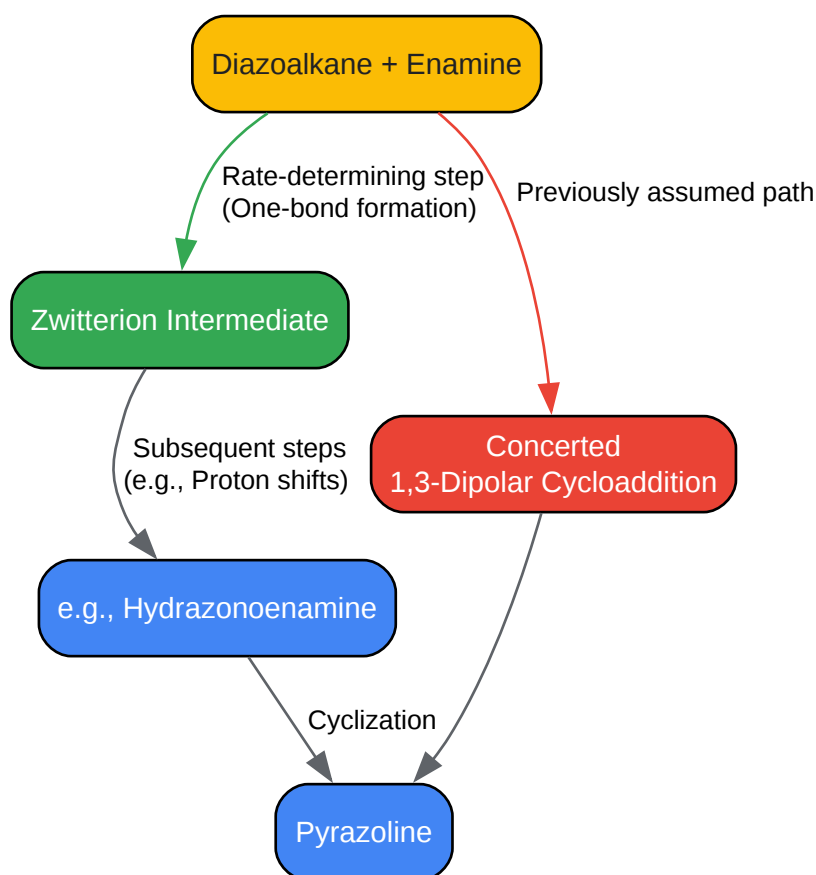 Diazoalkane + Enamine
Rate-determining step
(One-bond formation)
Previously assumed path
Zwitterion Intermediate
Concerted
1,3-Dipolar Cycloaddition
Subsequent steps
(e.g., Proton shifts)
e.g., Hydrazonoenamine
Cyclization
Pyrazoline